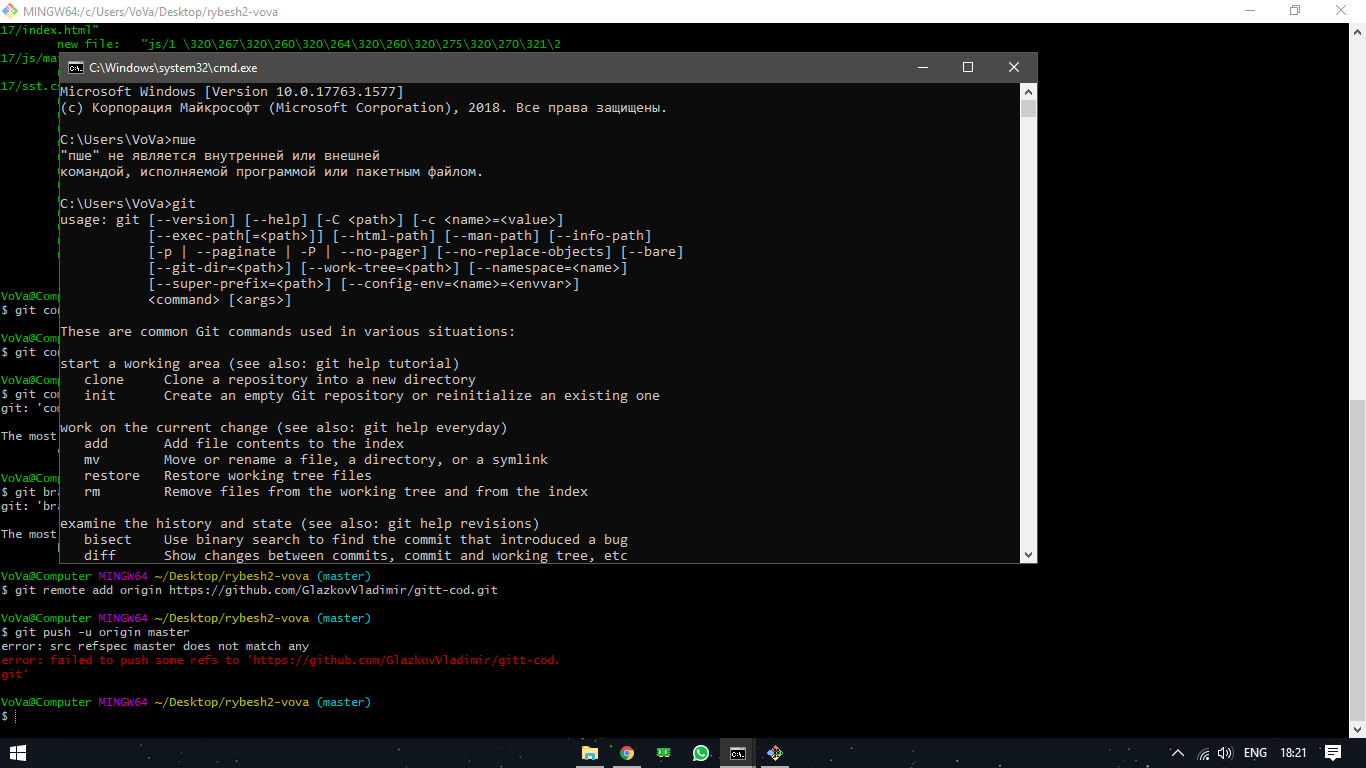 MINGW64:/c/Users/VoVa/Desktop/rybesh-vova
17/index.html"
new file: "js/1 \320\267\320\260\320\264\320\260\320\275\320\270\321\2
17/js/ma
17/sst.c
C:\Windows\system32\cmd.exe
Microsoft Windows [Version 10.0.17763.1577]
(c) Корпорация Майкрософт (Microsoft Corporation), 2018. Все права защищены.
C:\Users\VoVa>пше
"пше" не является внутренней или внешней
командой, исполняемой программой или пакетным файлом.
C:\Users\VoVa>git
usage: git [--version] [--help] [-C <path>] [-c <name>=<value>]
[--exec-path[=<path>]] [--html-path] [--man-path] [--info-path]
[-p | --paginate | -P | --no-pager] [--no-replace-objects] [--bare]
[--git-dir=<path>] [--work-tree=<path>] [--namespace=<name>]
[--super-prefix=<path>] [--config-env=<name>=<envvar>]
<command> [<args>]
These are common Git commands used in various situations:
start a working area (see also: git help tutorial)
clone Clone a repository into a new directory
init Create an empty Git repository or reinitialize an existing one
work on the current change (see also: git help everyday)
add Add file contents to the index
mv Move or rename a file, a directory, or a symlink
restore Restore working tree files
rm Remove files from the working tree and from the index
examine the history and state (see also: git help revisions)
bisect Use binary search to find the commit that introduced a bug
diff Show changes between commits, commit and working tree, etc
VoVa@Comp
$ git co
VoVa@Comp
$ git co
VoVa@Comp
$ git co
git: 'co
The most
VoVa@Comp
$ git br
git: 'br
The most
VoVa@Computer MINGW64 ~/Desktop/rybesh2-vova (master)
$ git remote add origin https://github.com/GlazkovVladimir/gitt-cod.git
VoVa@Computer MINGW64 ~/Desktop/rybesh2-vova (master)
$ git push -u origin master
error: src refspec master does not match any
error: failed to push some refs to 'https://github.com/GlazkovVladimir/gitt-cod.
git'
VoVa@Computer MINGW64 ~/Desktop/rybesh2-vova (master)
$
ENG 18:21